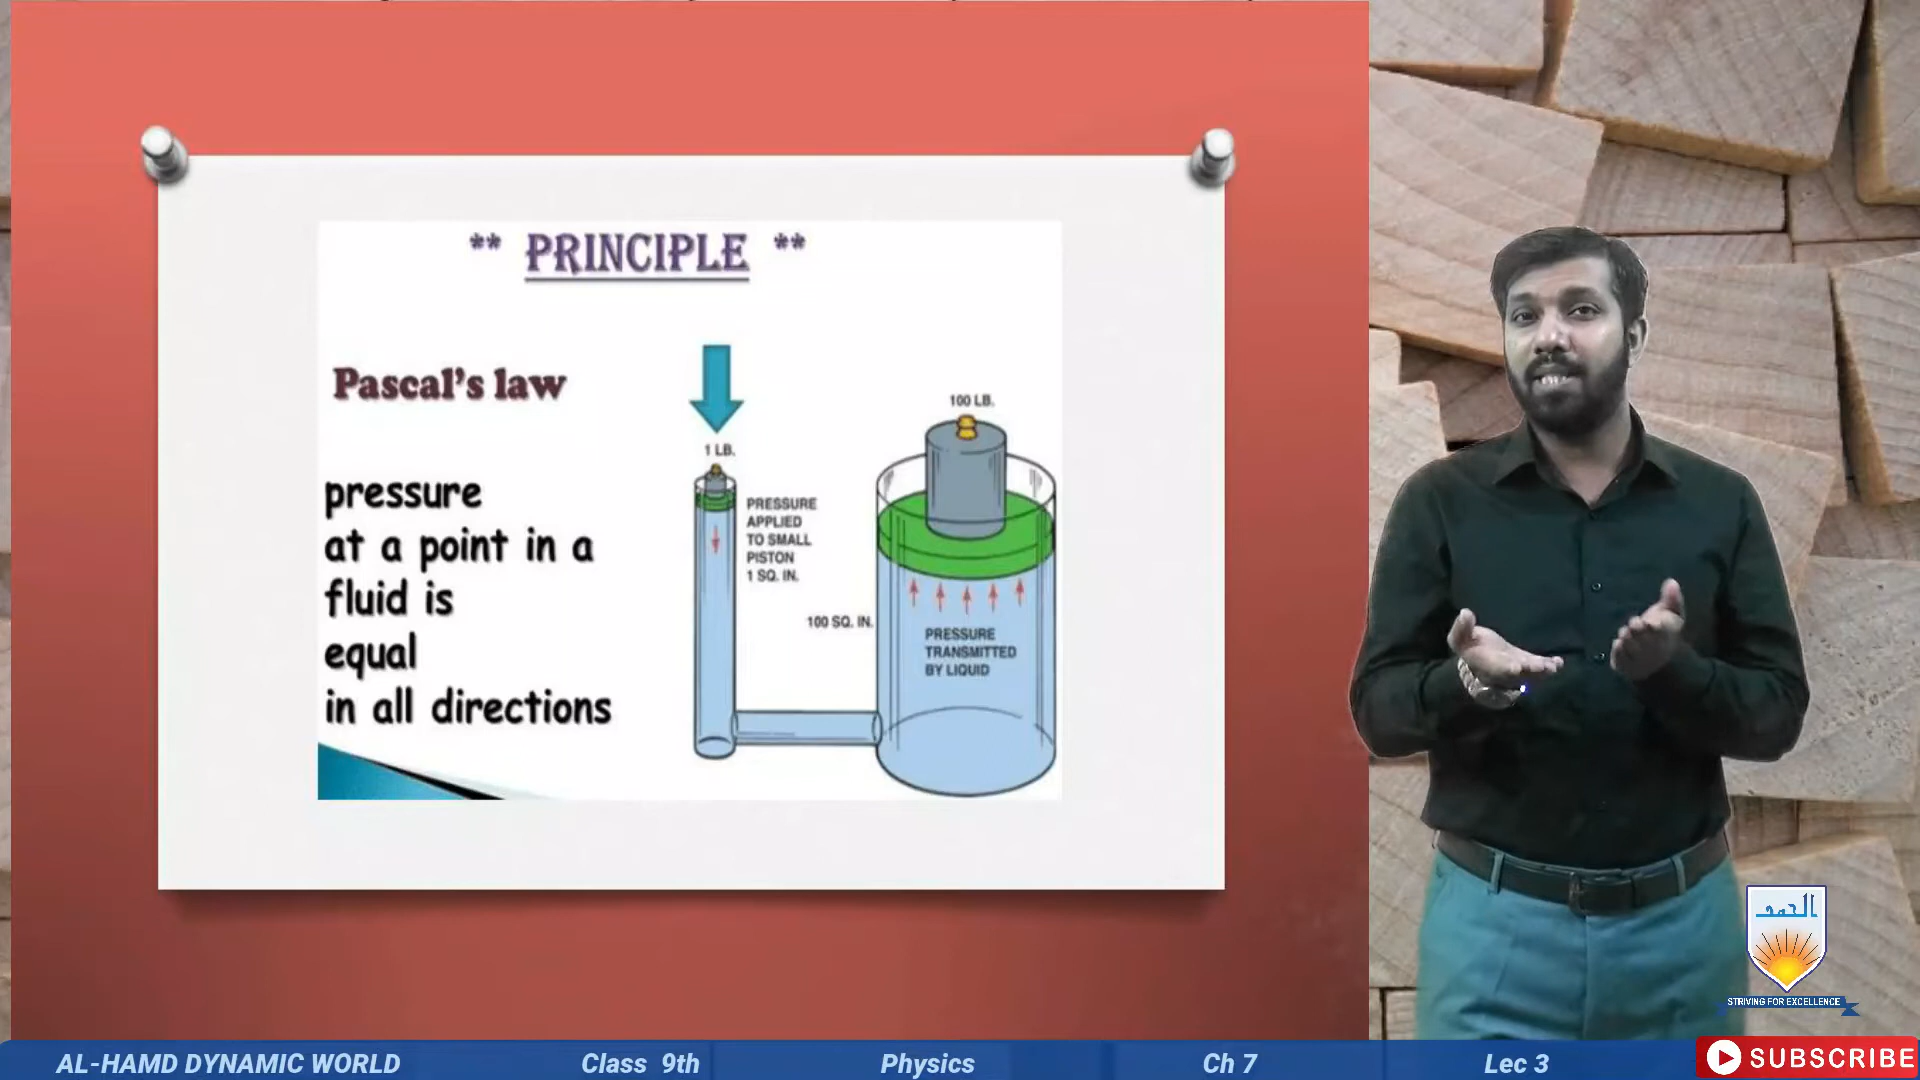 ** PRINCIPLE **
Pascal's law
pressure
at a point in a
fluid is
equal
in all directions
1 LB.
PRESSURE
APPLIED
TO SMALL
PISTON
1 SQ. IN.
100 LB.
100 SQ. IN.
PRESSURE
TRANSMITTED
BY LIQUID
الحمد
STRIVING FOR EXCELLENCE
AL-HAMD DYNAMIC WORLD Class 9th Physics Ch 7 Lec 3
SUBSCRIBE